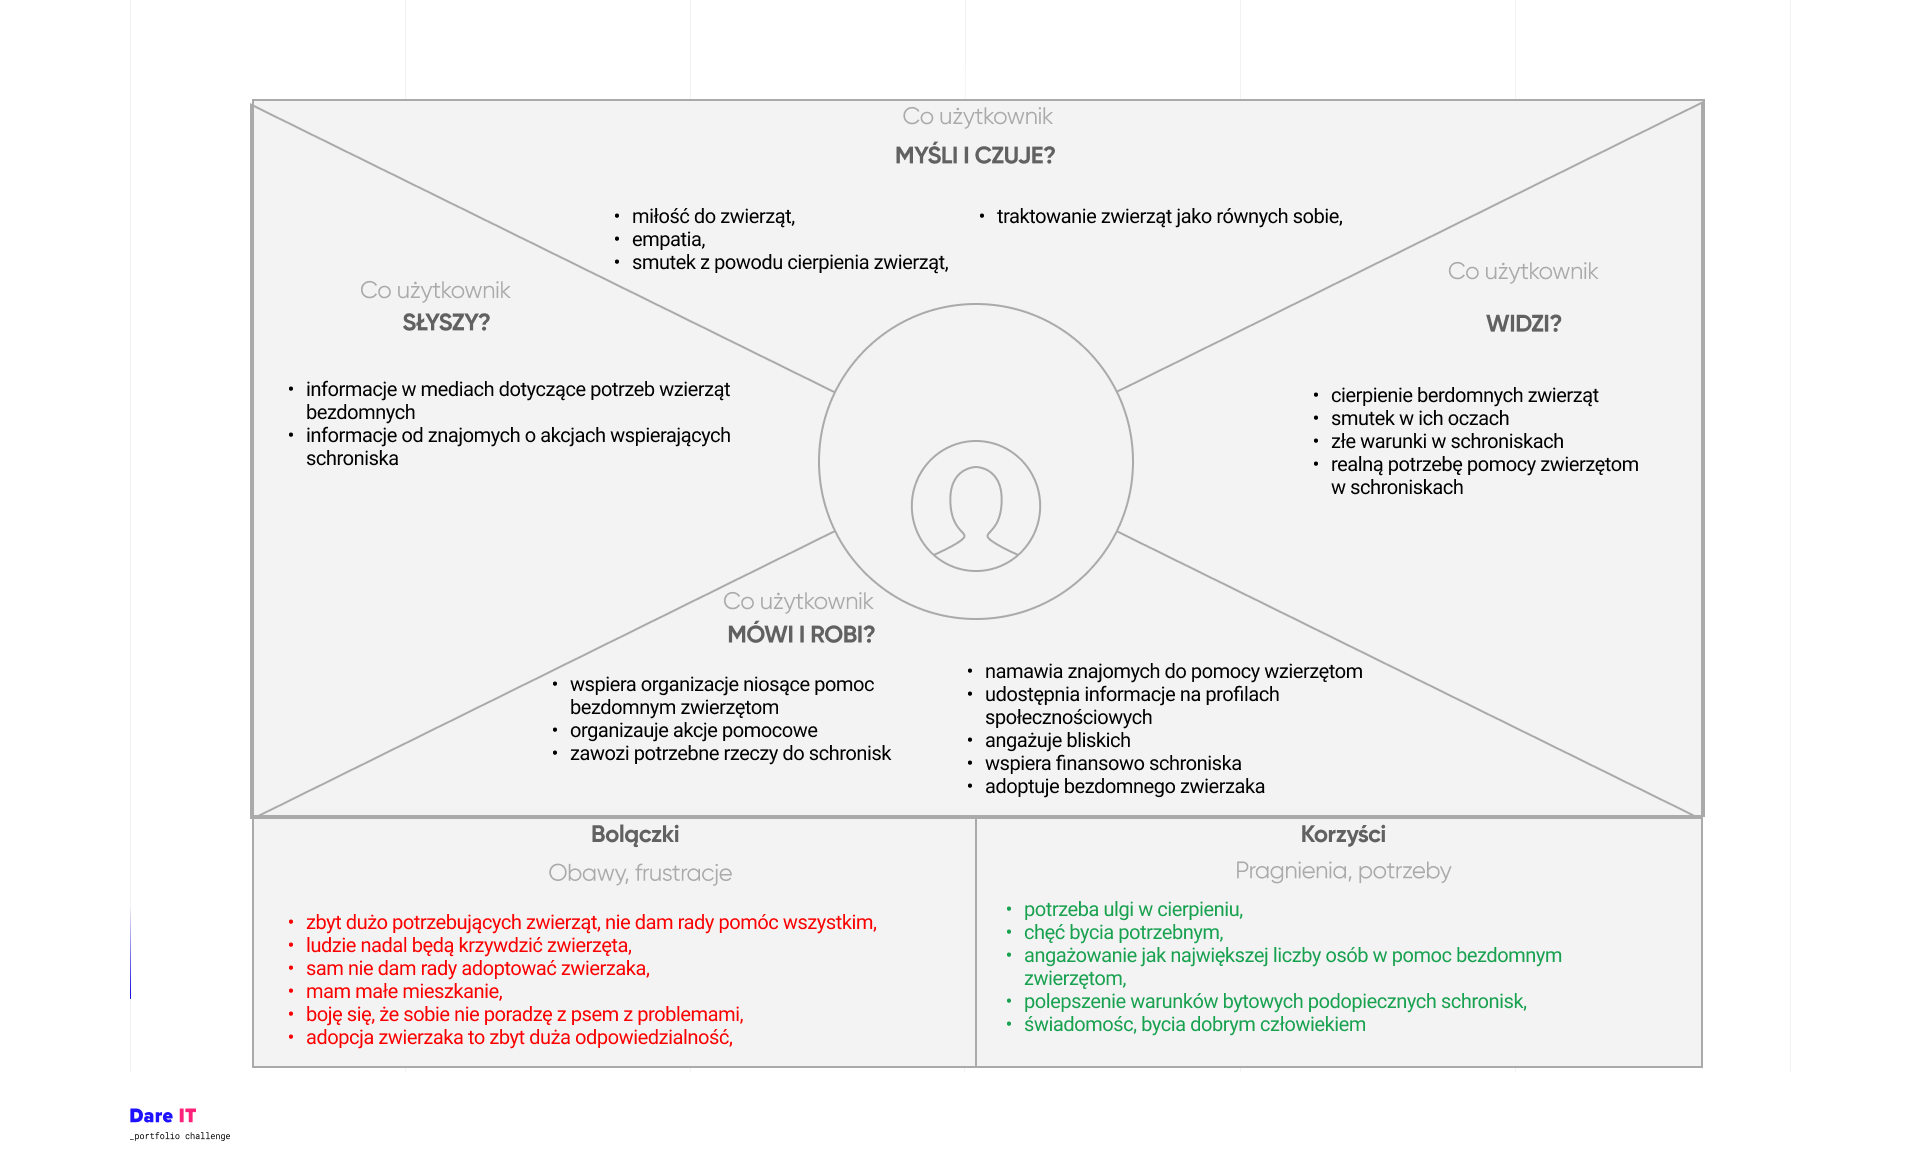 Co użytkownik
MYŚLI I CZUJE?
• miłość do zwierząt,
• empatia,
• smutek z powodu cierpienia zwierząt,
• traktowanie zwierząt jako równych sobie,
Co użytkownik
SŁYSZY?
• informacje w mediach dotyczące potrzeb wzierząt
bezdomnych
• informacje od znajomych o akcjach wspierających
schroniska
Co użytkownik
WIDZI?
• cierpienie berdomnych zwierząt
• smutek w ich oczach
• złe warunki w schroniskach
• realną potrzebę pomocy zwierzętom
w schroniskach
Co użytkownik
MÓWI I ROBI?
• wspiera organizacje niosące pomoc
bezdomnym zwierzętom
• organizauje akcje pomocowe
• zawozi potrzebne rzeczy do schronisk
• namawia znajomych do pomocy wzierzętom
• udostępnia informacje na profilach
społecznościowych
• angażuje bliskich
• wspiera finansowo schroniska
• adoptuje bezdomnego zwierzaka
Bolączki
Obawy, frustracje
• zbyt dużo potrzebujących zwierząt, nie dam rady pomóc wszystkim,
• ludzie nadal będą krzywdzić zwierzęta,
• sam nie dam rady adoptować zwierzaka,
• mam małe mieszkanie,
• boję się, że sobie nie poradzę z psem z problemami,
• adopcja zwierzaka to zbyt duża odpowiedzialność,
Korzyści
Pragnienia, potrzeby
• potrzeba ulgi w cierpieniu,
• chęć bycia potrzebnym,
• angażowanie jak największej liczby osób w pomoc bezdomnym
zwierzętom,
• polepszenie warunków bytowych podopiecznych schronisk,
• świadomośc, bycia dobrym człowiekiem
Dare IT
_portfolio challenge